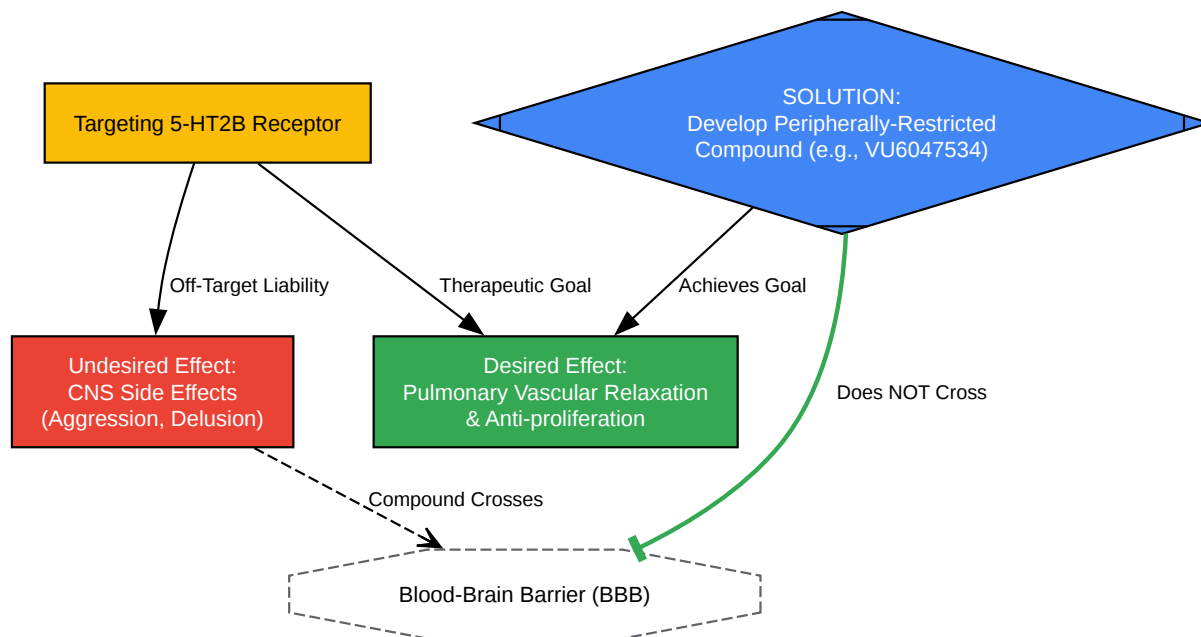 Targeting 5-HT2B Receptor
SOLUTION:
Develop Peripherally-Restricted
Compound (e.g., VU6047534)
Off-Target Liability
Therapeutic Goal
Achieves Goal
Undesired Effect:
CNS Side Effects
(Aggression, Delusion)
Desired Effect:
Pulmonary Vascular Relaxation
& Anti-proliferation
Does NOT Cross
Compound Crosses
Blood-Brain Barrier (BBB)